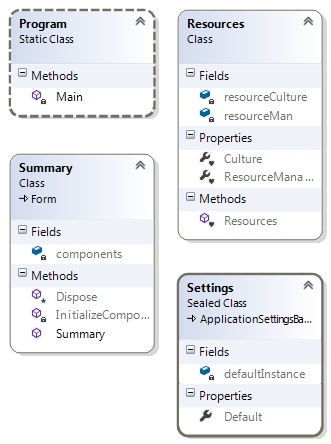 Program
Static Class
Methods
Main
Summary
Class
Form
Fields
components
Methods
Dispose
InitializeCompo...
Summary
Resources
Class
Fields
resourceCulture
resourceMan
Properties
Culture
ResourceMana...
Methods
Resources
Settings
Sealed Class
ApplicationSettingsBa...
Fields
defaultInstance
Properties
Default